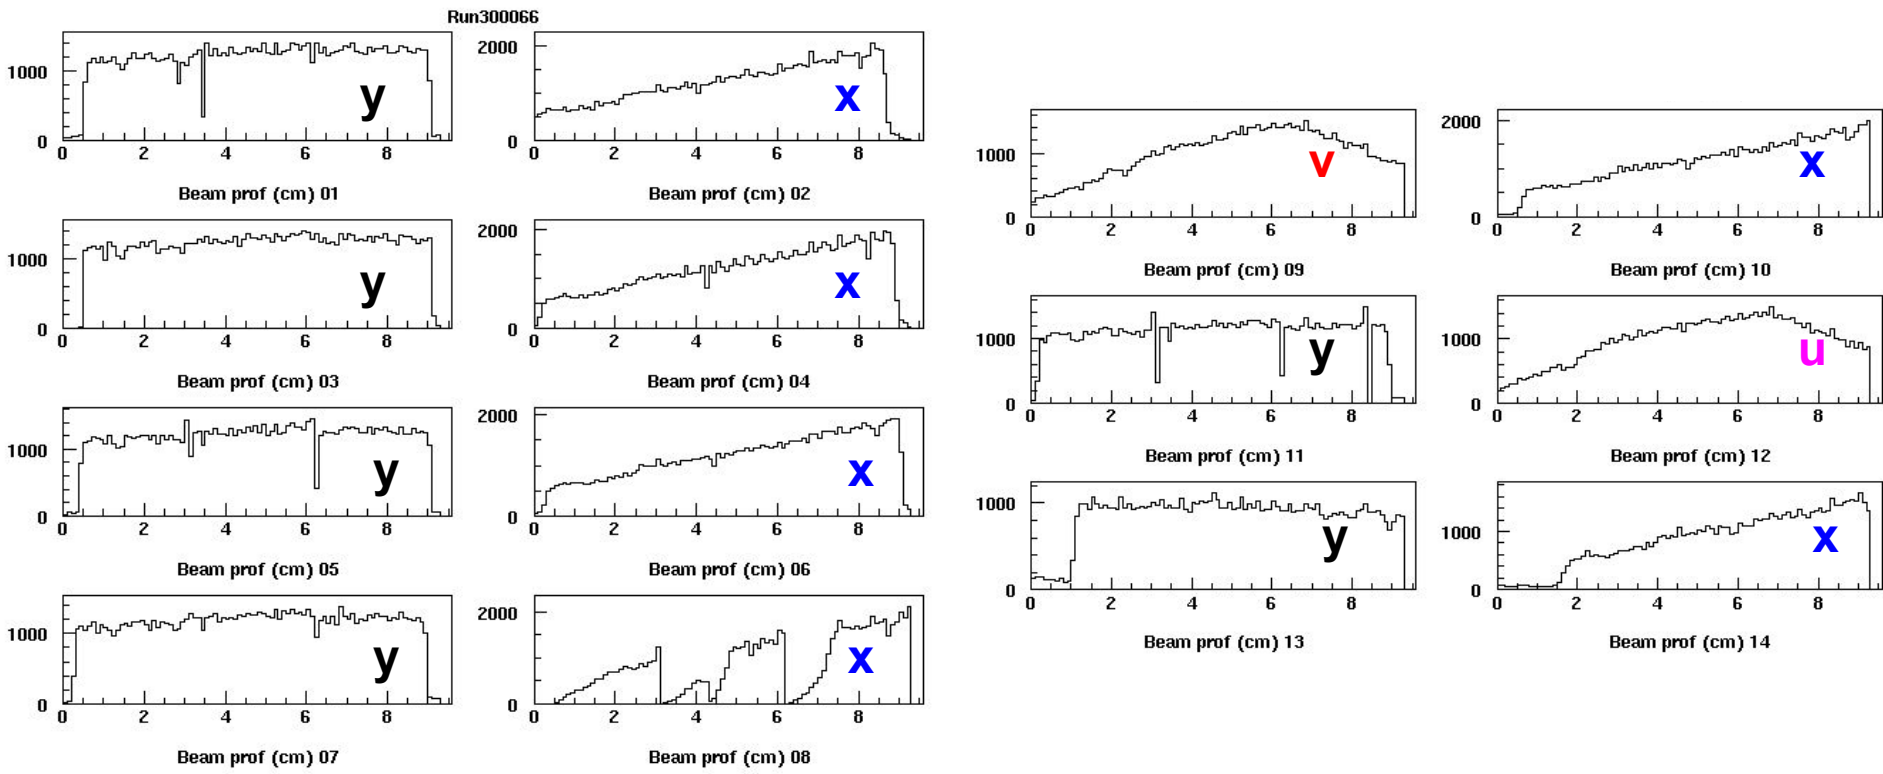 Run300066
1000
0
0 2 4 6 8
y
Beam prof (cm) 01
2000
1000
0
0 2 4 6 8
x
Beam prof (cm) 02
1000
0
0 2 4 6 8
y
Beam prof (cm) 03
2000
1000
0
0 2 4 6 8
x
Beam prof (cm) 04
1000
0
0 2 4 6 8
y
Beam prof (cm) 05
2000
1000
0
0 2 4 6 8
x
Beam prof (cm) 06
1000
0
0 2 4 6 8
y
Beam prof (cm) 07
2000
1000
0
0 2 4 6 8
x
Beam prof (cm) 08
1000
0
0 2 4 6 8
v
Beam prof (cm) 09
2000
1000
0
0 2 4 6 8
x
Beam prof (cm) 10
1000
0
0 2 4 6 8
y
Beam prof (cm) 11
1000
0
0 2 4 6 8
u
Beam prof (cm) 12
1000
0
0 2 4 6 8
y
Beam prof (cm) 13
1000
0
0 2 4 6 8
x
Beam prof (cm) 14